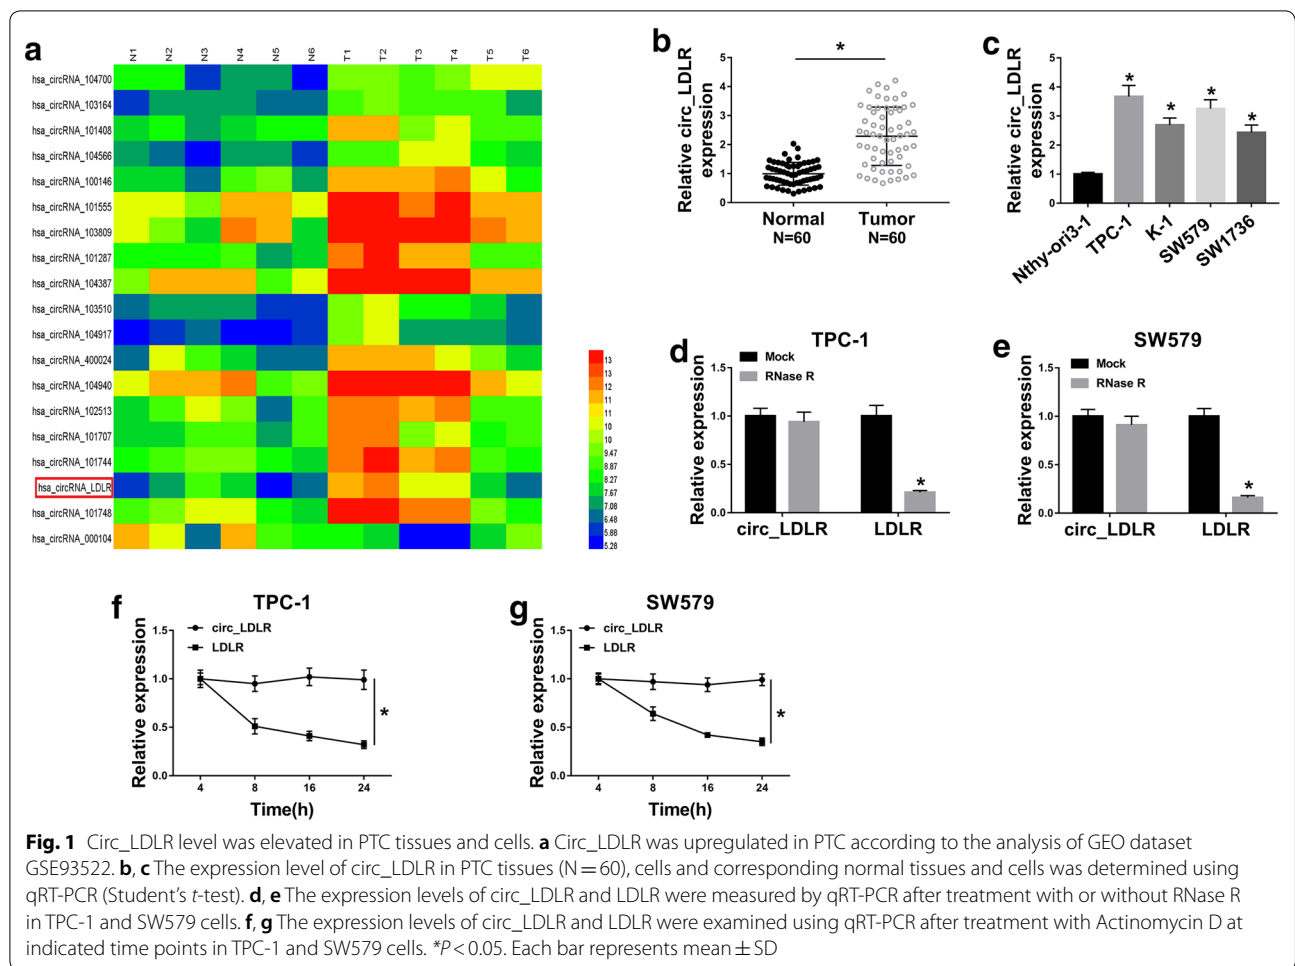 a
N1 N2 N3 N4 N5 N6 T1 T2 T3 T4 T5 T6
hsa_circRNA_104700
hsa_circRNA_103164
hsa_circRNA_101408
hsa_circRNA_104566
hsa_circRNA_100146
hsa_circRNA_101555
hsa_circRNA_103809
hsa_circRNA_101287
hsa_circRNA_104387
hsa_circRNA_103510
hsa_circRNA_104917
hsa_circRNA_400024
hsa_circRNA_104940
hsa_circRNA_102513
hsa_circRNA_101707
hsa_circRNA_101744
hsa_circRNA_LDLR
hsa_circRNA_101748
hsa_circRNA_000104
13
13
12
12
11
11
10
10
9.47
8.87
8.27
7.67
7.08
6.48
5.88
5.28
b
Relative circ_LDLR
expression
5
4
3
2
1
0
*
Normal Tumor
N=60 N=60
c
Relative circ_LDLR
expression
5
4
3
2
1
0
* * * *
Nthy-ori3-1 TPC-1 K-1 SW579 SW1736
d
TPC-1
Mock
RNase R
Relative expression
1.5
1.0
0.5
0.0
*
circ_LDLR LDLR
e
SW579
Mock
RNase R
Relative expression
1.5
1.0
0.5
0.0
*
circ_LDLR LDLR
f
TPC-1
circ_LDLR
LDLR
Relative expression
1.5
1.0
0.5
0.0
*
4 8 16 24
Time(h)
g
SW579
circ_LDLR
LDLR
Relative expression
1.5
1.0
0.5
0.0
*
4 8 16 24
Time(h)
Fig. 1 Circ_LDLR level was elevated in PTC tissues and cells. a Circ_LDLR was upregulated in PTC according to the analysis of GEO dataset
GSE93522. b, c The expression level of circ_LDLR in PTC tissues (N = 60), cells and corresponding normal tissues and cells was determined using
qRT-PCR (Student's t-test). d, e The expression levels of circ_LDLR and LDLR were measured by qRT-PCR after treatment with or without RNase R
in TPC-1 and SW579 cells. f, g The expression levels of circ_LDLR and LDLR were examined using qRT-PCR after treatment with Actinomycin D at
indicated time points in TPC-1 and SW579 cells. *P < 0.05. Each bar represents mean ± SD